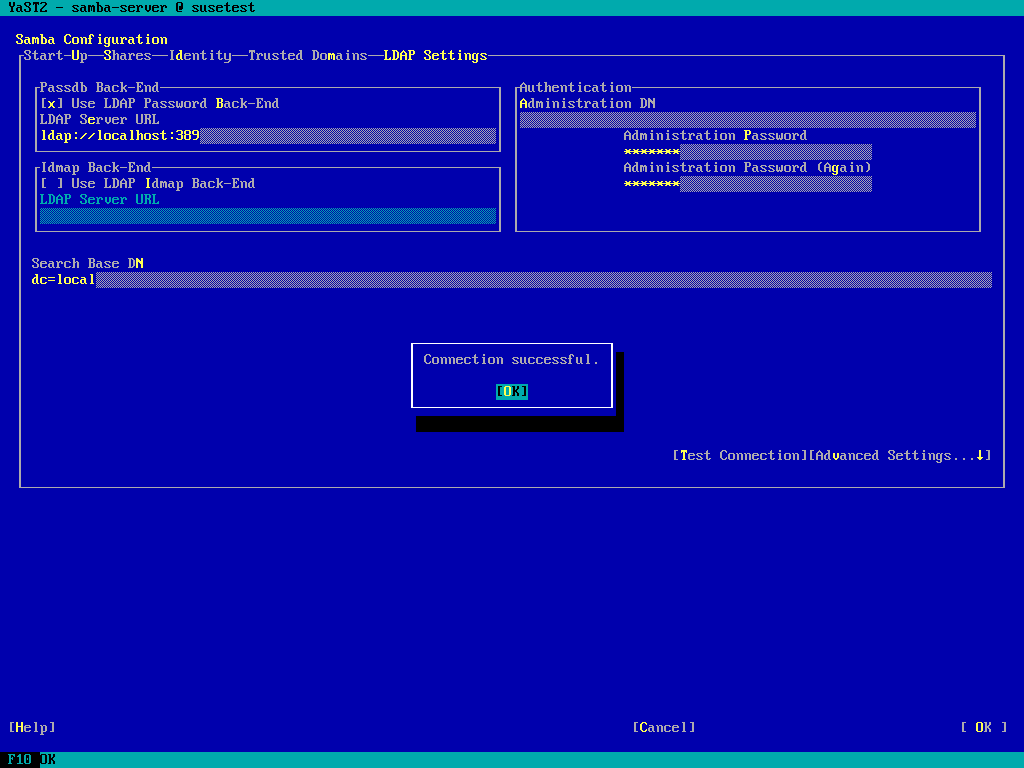 YaST2 - samba-server @ susetest
Samba Configuration
Start-Up Shares Identity Trusted Domains LDAP Settings
Passdb Back-End
[x] Use LDAP Password Back-End
LDAP Server URL
ldap://localhost:389
Idmap Back-End
[ ] Use LDAP Idmap Back-End
LDAP Server URL
Authentication
Administration DN
Administration Password
*******
Administration Password (Again)
*******
Search Base DN
dc=local
Connection successful.
[OK]
[Test Connection][Advanced Settings...↓]
[Help] [Cancel] [ OK ]
F10 OK